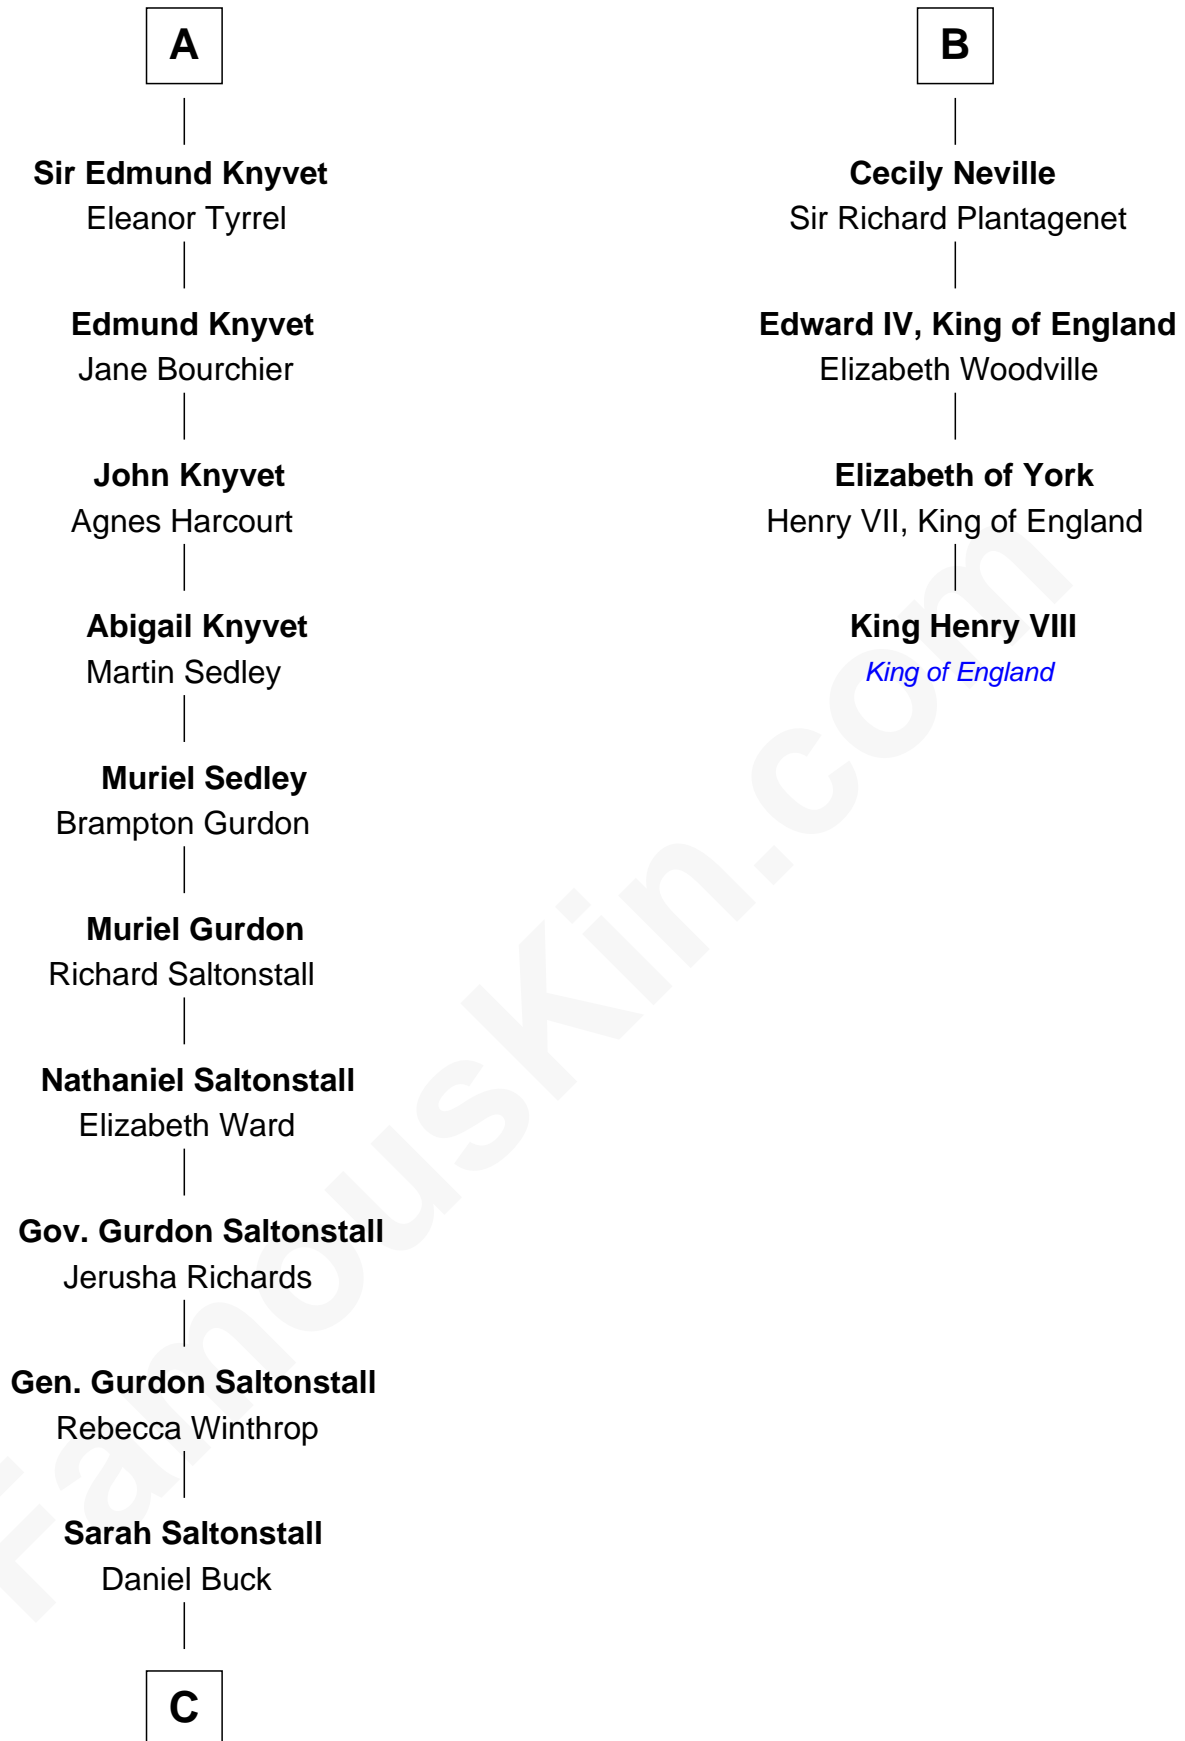 A
Sir Edmund Knyvet
Eleanor Tyrrel
Edmund Knyvet
Jane Bourchier
John Knyvet
Agnes Harcourt
Abigail Knyvet
Martin Sedley
Muriel Sedley
Brampton Gurdon
Muriel Gurdon
Richard Saltonstall
Nathaniel Saltonstall
Elizabeth Ward
Gov. Gurdon Saltonstall
Jerusha Richards
Gen. Gurdon Saltonstall
Rebecca Winthrop
Sarah Saltonstall
Daniel Buck
C
B
Cecily Neville
Sir Richard Plantagenet
Edward IV, King of England
Elizabeth Woodville
Elizabeth of York
Henry VII, King of England
King Henry VIII
King of England
FamousKin.com